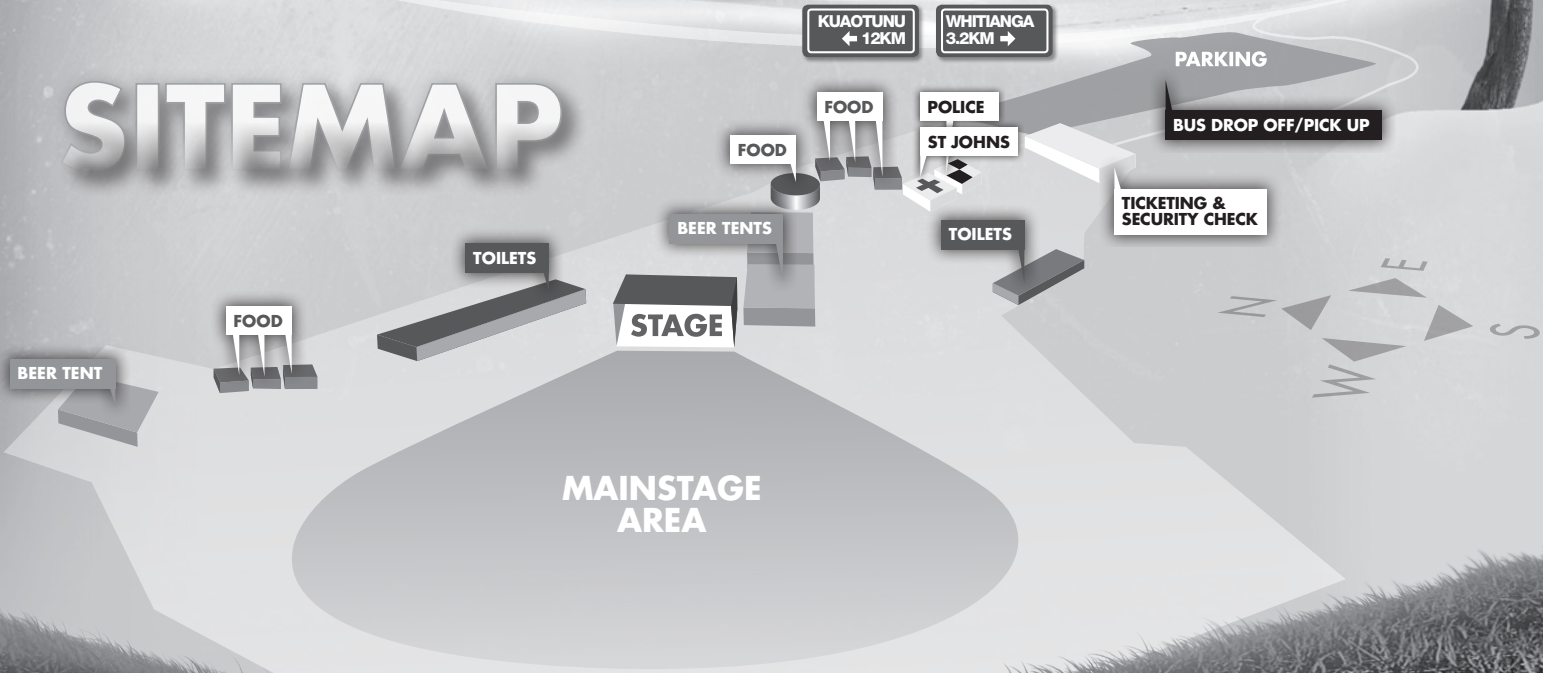 KUAOTUNU
← 12KM
WHITIANGA
3.2KM →
SITEMAP
PARKING
BUS DROP OFF/PICK UP
FOOD
POLICE
ST JOHNS
FOOD
TICKETING &
SECURITY CHECK
BEER TENTS
TOILETS
TOILETS
STAGE
FOOD
BEER TENT
E
N
S
W
MAINSTAGE
AREA